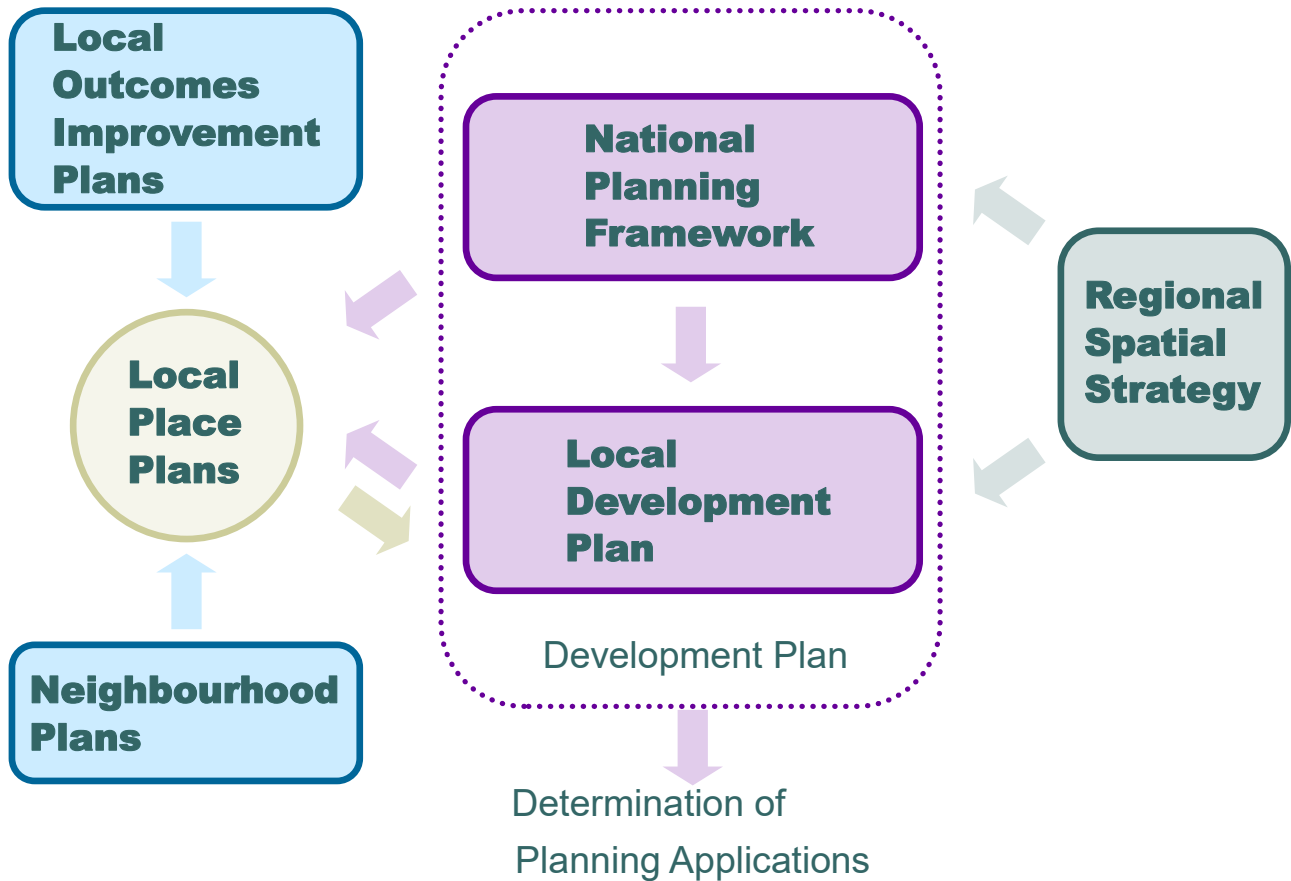 Local
Outcomes
Improvement
Plans
National
Planning
Framework
Regional
Spatial
Strategy
Local
Place
Plans
Local
Development
Plan
Development Plan
Neighbourhood
Plans
Determination of
Planning Applications